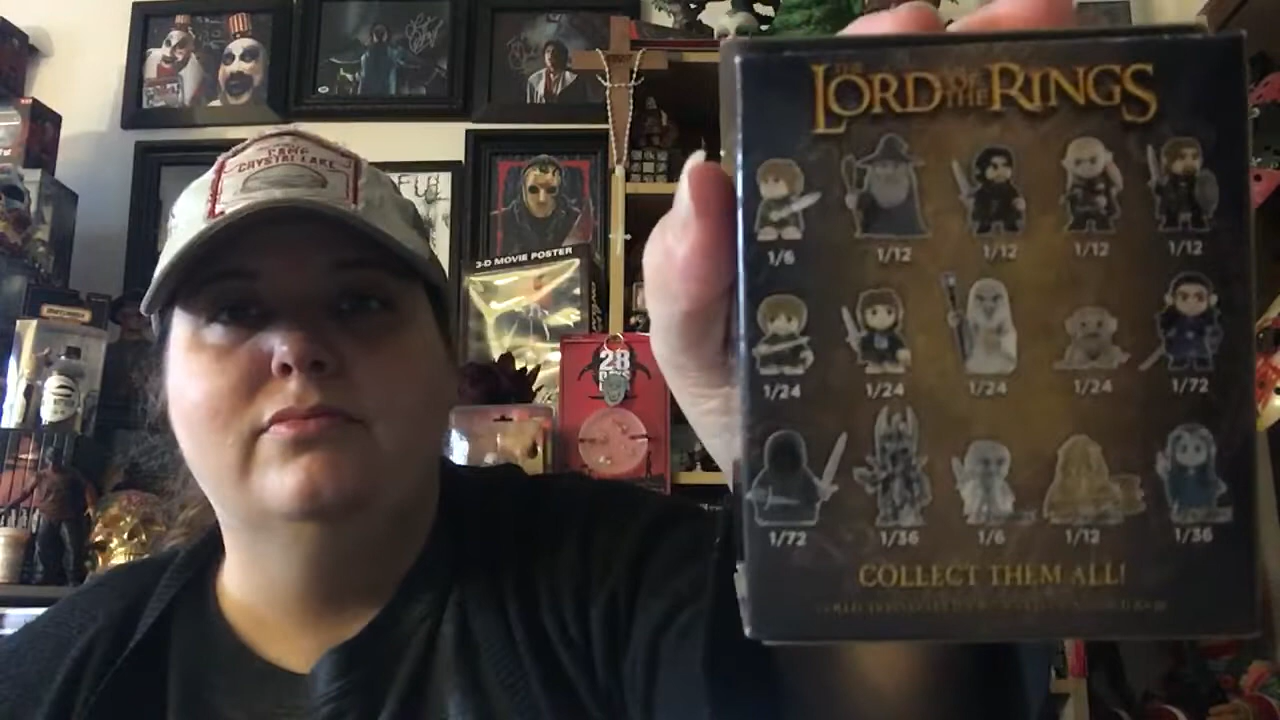 CAMP
CRYSTAL LAKE
3-D MOVIE POSTER
28
THE
LORD OF THE RINGS
1/6 1/12 1/12 1/12 1/12
1/24 1/24 1/24 1/24 1/72
1/72 1/36 1/6 1/12 1/36
COLLECT THEM ALL!